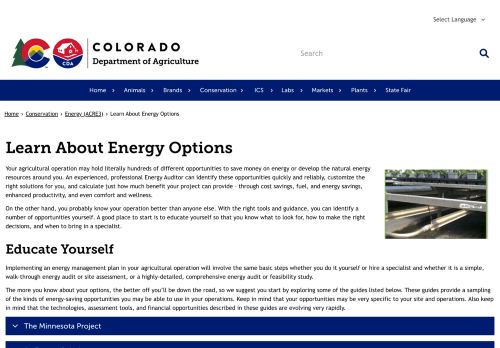 Select Language
COLORADO
Department of Agriculture
CDA
Search
Home
Animals
Brands
Conservation
ICS
Labs
Markets
Plants
State Fair
Home › Conservation › Energy (ACRE3) › Learn About Energy Options
Learn About Energy Options
Your agricultural operation may hold literally hundreds of different opportunities to save money on energy or develop the natural energy
resources around you. An experienced, professional Energy Auditor can identify these opportunities quickly and reliably, customize the
right solutions for you, and calculate just how much benefit your project can provide – through cost savings, fuel, and energy savings,
enhanced productivity, and even comfort and wellness.
On the other hand, you probably know your operation better than anyone else. With the right tools and guidance, you can identify a
number of opportunities yourself. A good place to start is to educate yourself so that you know what to look for, how to make the right
decisions, and when to bring in a specialist.
Educate Yourself
Implementing an energy management plan in your agricultural operation will involve the same basic steps whether you do it yourself or hire a specialist and whether it is a simple,
walk-through energy audit or site assessment, or a highly-detailed, comprehensive energy audit or feasibility study.
The more you know about your options, the better off you'll be down the road, so we suggest you start by exploring some of the guides listed below. These guides provide a sampling
of the kinds of energy-saving opportunities you may be able to use in your operations. Keep in mind that your opportunities may be very specific to your site and operations. Also keep
in mind that the technologies, assessment tools, and financial opportunities described in these guides are evolving very rapidly.
The Minnesota Project